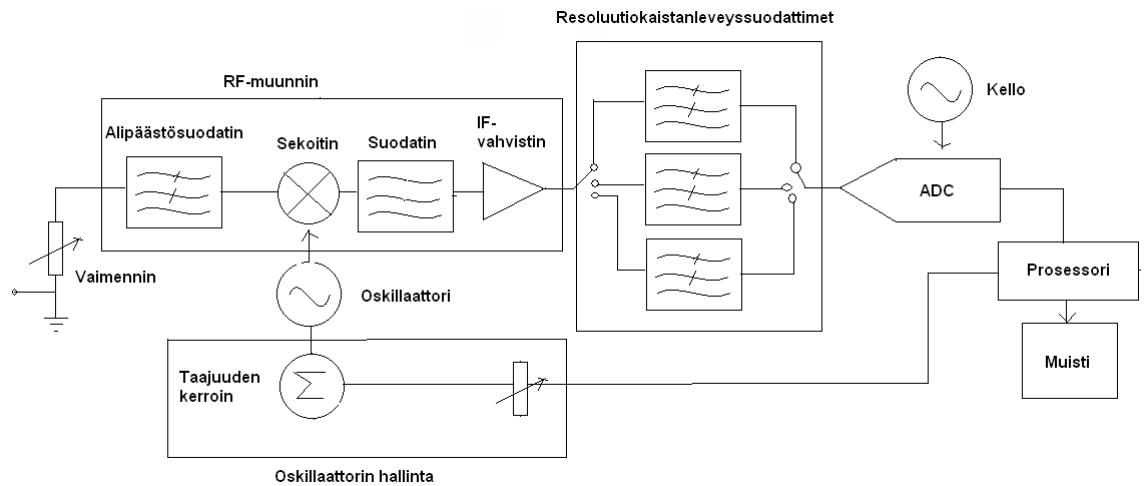 Resoluutiokaistanleveyssuodattimet
RF-muunnin
Kello
Alipäästösuodatin
Sekoitin
Suodatin
IF-
vahvistin
ADC
Vaimennin
Oskillaattori
Prosessori
Muisti
Taajuuden
kerroin
Oskillaattorin hallinta